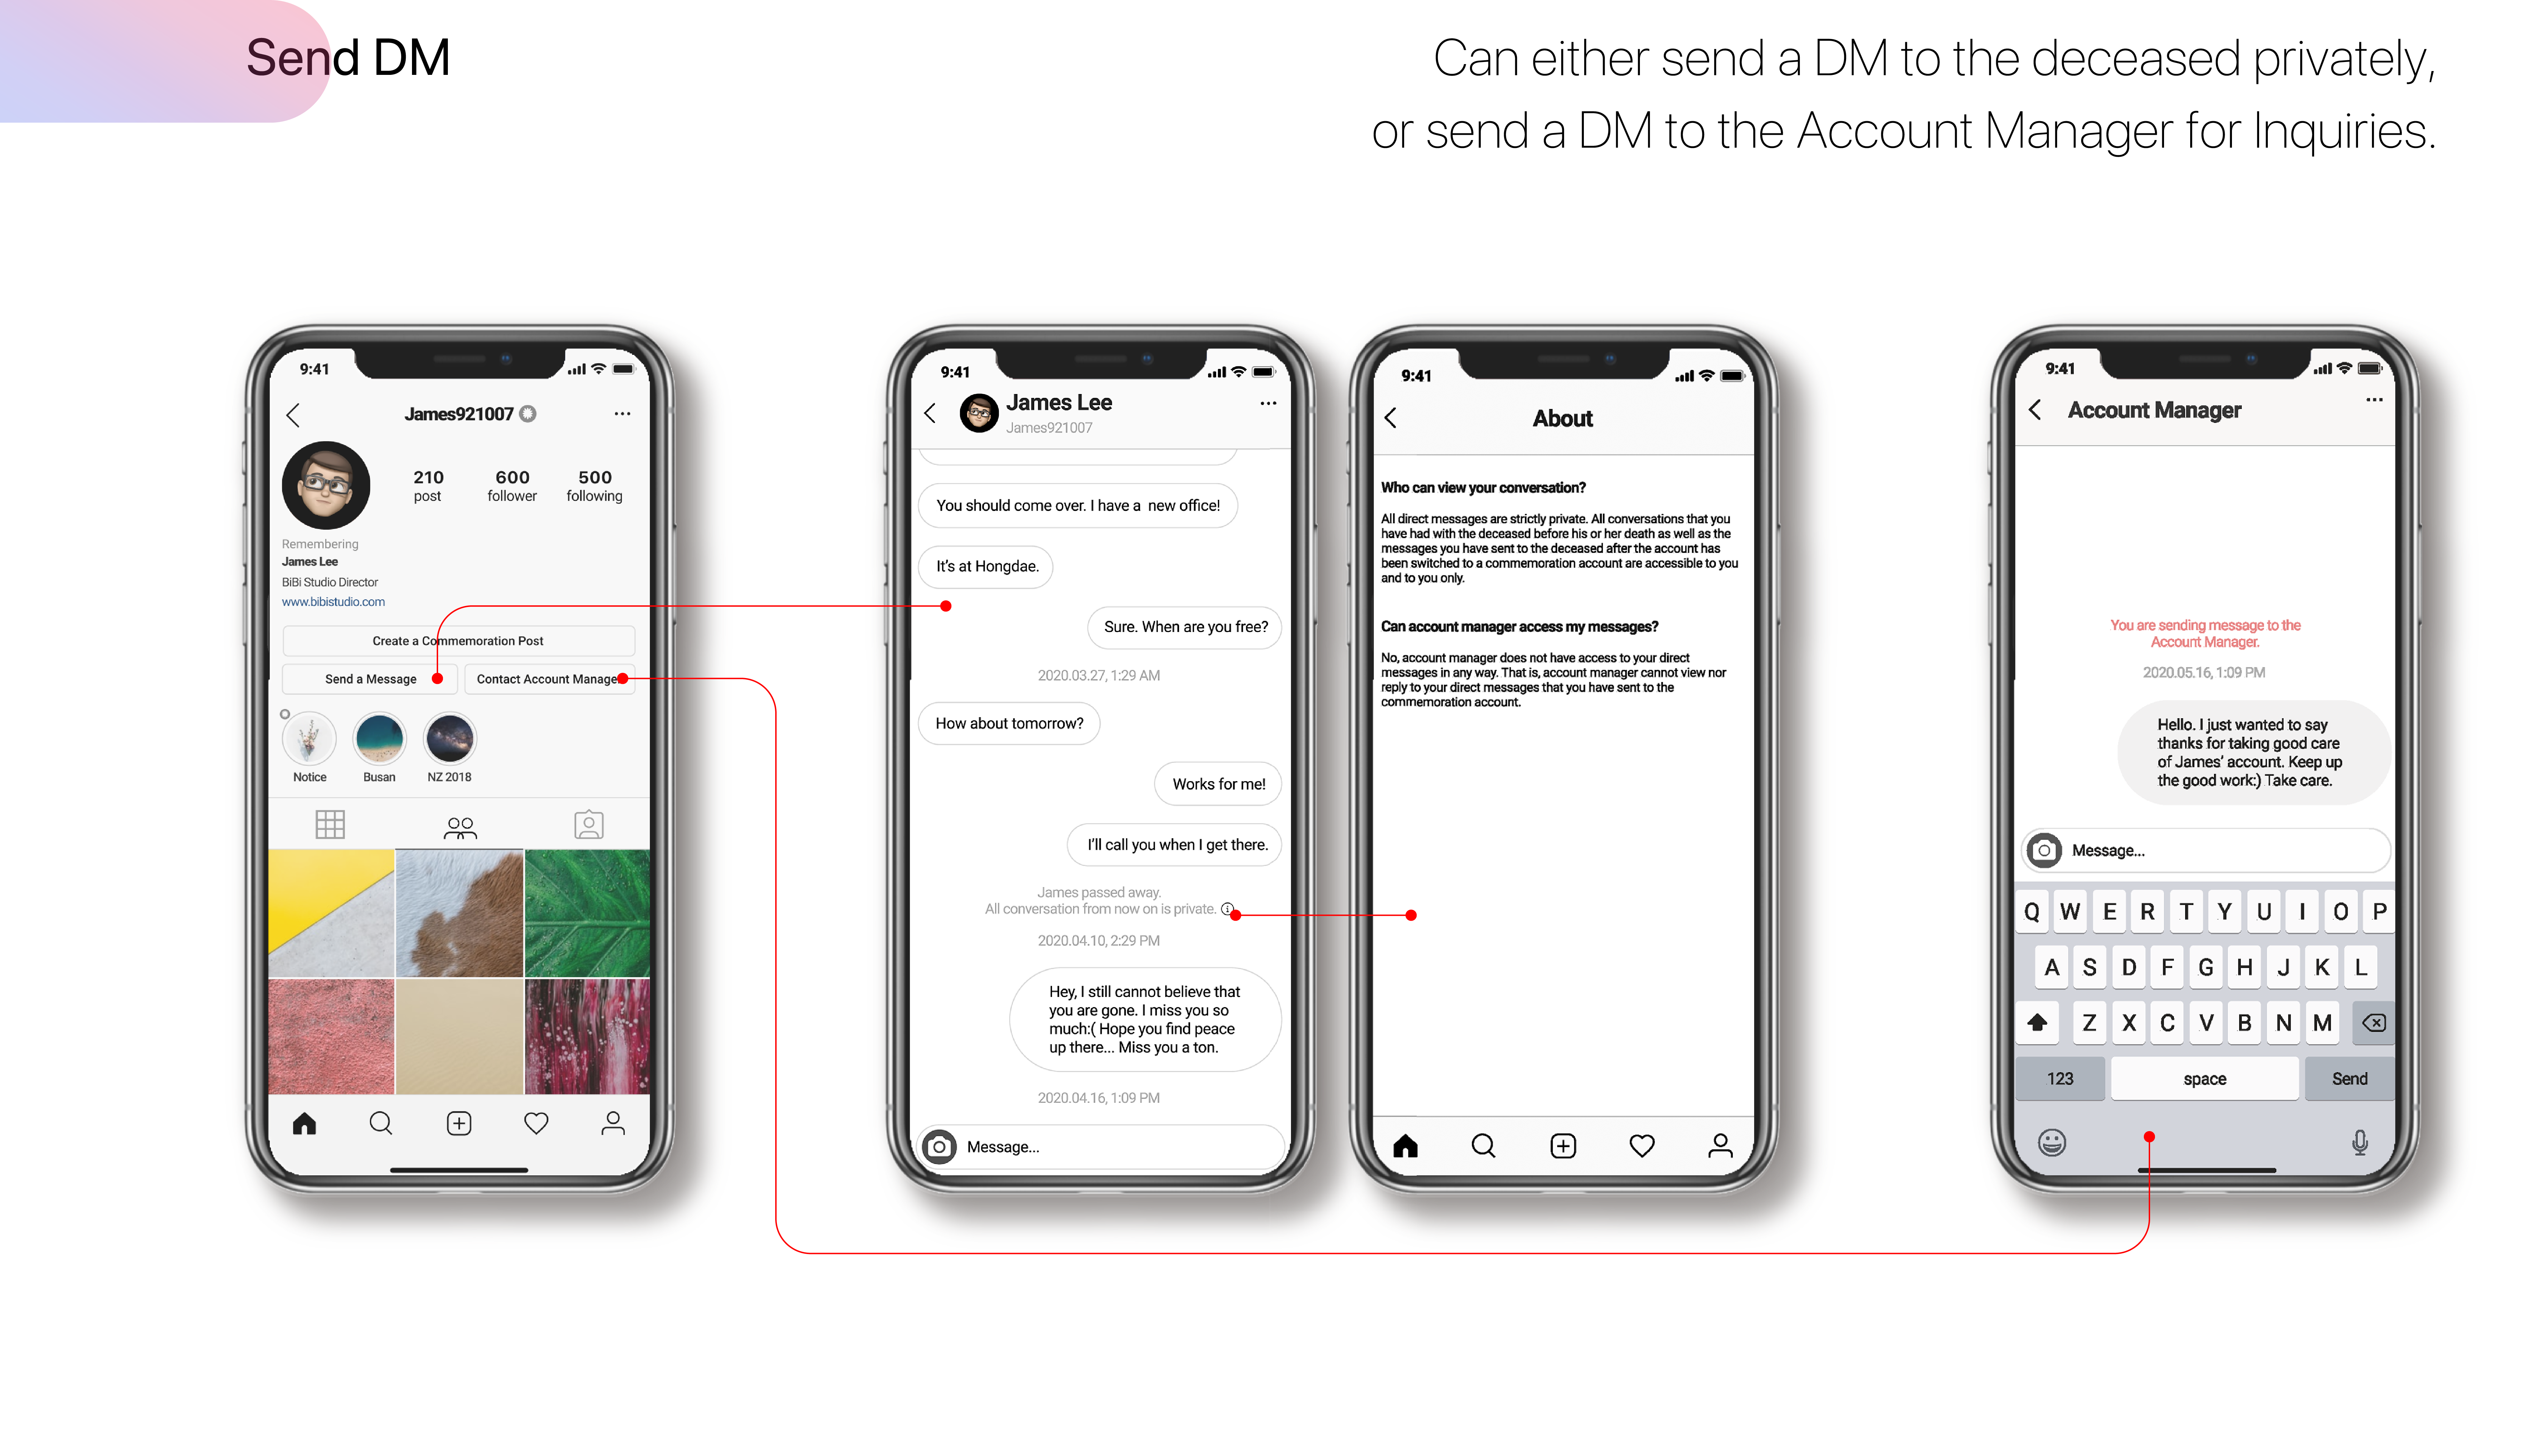 Send DM
Can either send a DM to the deceased privately,
or send a DM to the Account Manager for Inquiries.
9:41
James921007
210
post
600
follower
500
following
Remembering
James Lee
BiBi Studio Director
www.bibistudio.com
Create a Commemoration Post
Send a Message
Contact Account Manage
Notice
Busan
NZ 2018
9:41
James Lee
James921007
You should come over. I have a new office!
It's at Hongdae.
Sure. When are you free?
2020.03.27, 1:29 AM
How about tomorrow?
Works for me!
I'll call you when I get there.
James passed away.
All conversation from now on is private.
2020.04.10, 2:29 PM
Hey, I still cannot believe that
you are gone. I miss you so
much:( Hope you find peace
up there... Miss you a ton.
2020.04.16, 1:09 PM
Message...
9:41
About
Who can view your conversation?
All direct messages are strictly private. All conversations that you
have had with the deceased before his or her death as well as the
messages you have sent to the deceased after the account has
been switched to a commemoration account are accessible to you
and to you only.
Can account manager access my messages?
No, account manager does not have access to your direct
messages in any way. That is, account manager cannot view nor
reply to your direct messages that you have sent to the
commemoration account.
9:41
Account Manager
You are sending message to the
Account Manager.
2020.05.16, 1:09 PM
Hello. I just wanted to say
thanks for taking good care
of James' account. Keep up
the good work:) Take care.
Message...
Q W E R T Y U I O P
A S D F G H J K L
Z X C V B N M
123 space Send